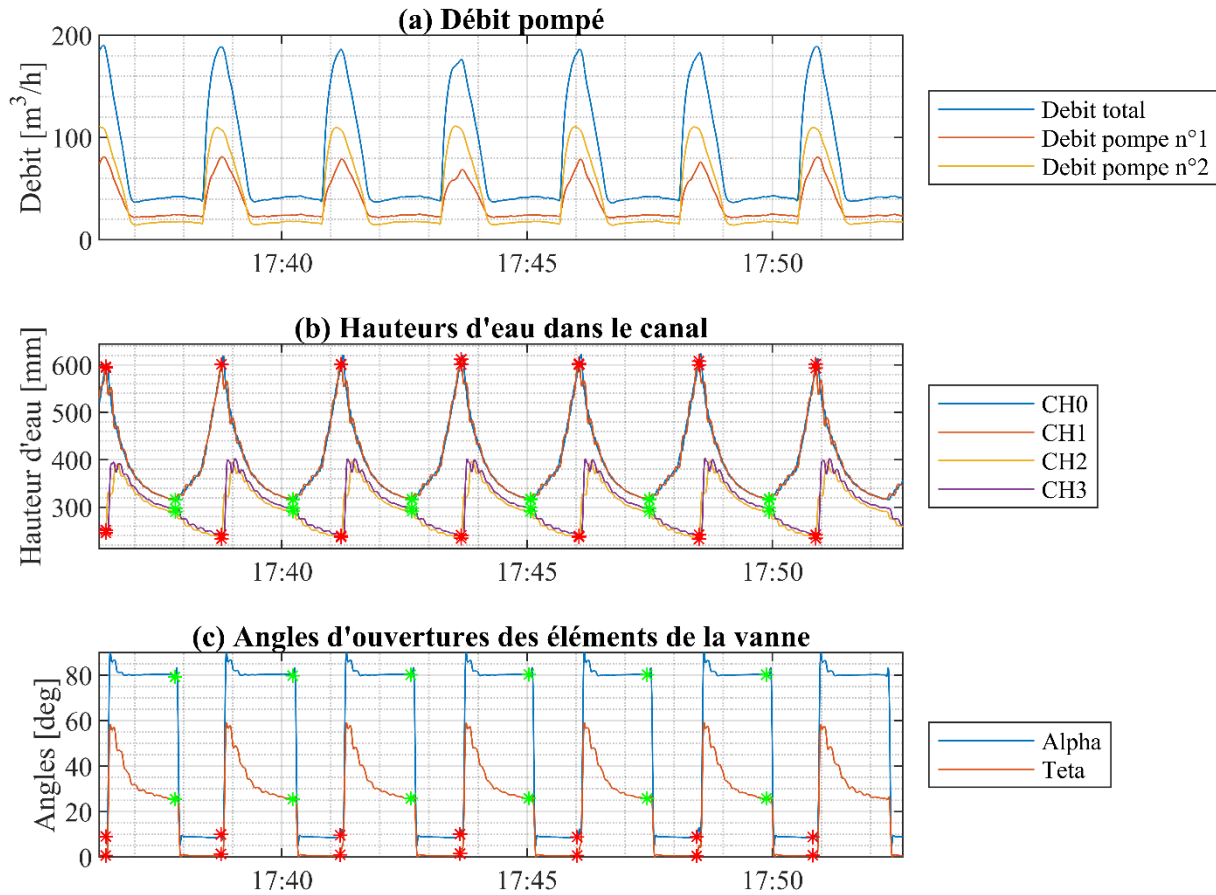 (a) Débit pompé
200
100
0
Debit [m³/h]
17:40
17:45
17:50
Debit total
Debit pompe n°1
Debit pompe n°2
(b) Hauteurs d'eau dans le canal
600
500
400
300
Hauteur d'eau [mm]
17:40
17:45
17:50
CH0
CH1
CH2
CH3
(c) Angles d'ouvertures des éléments de la vanne
80
60
40
20
0
Angles [deg]
17:40
17:45
17:50
Alpha
Teta